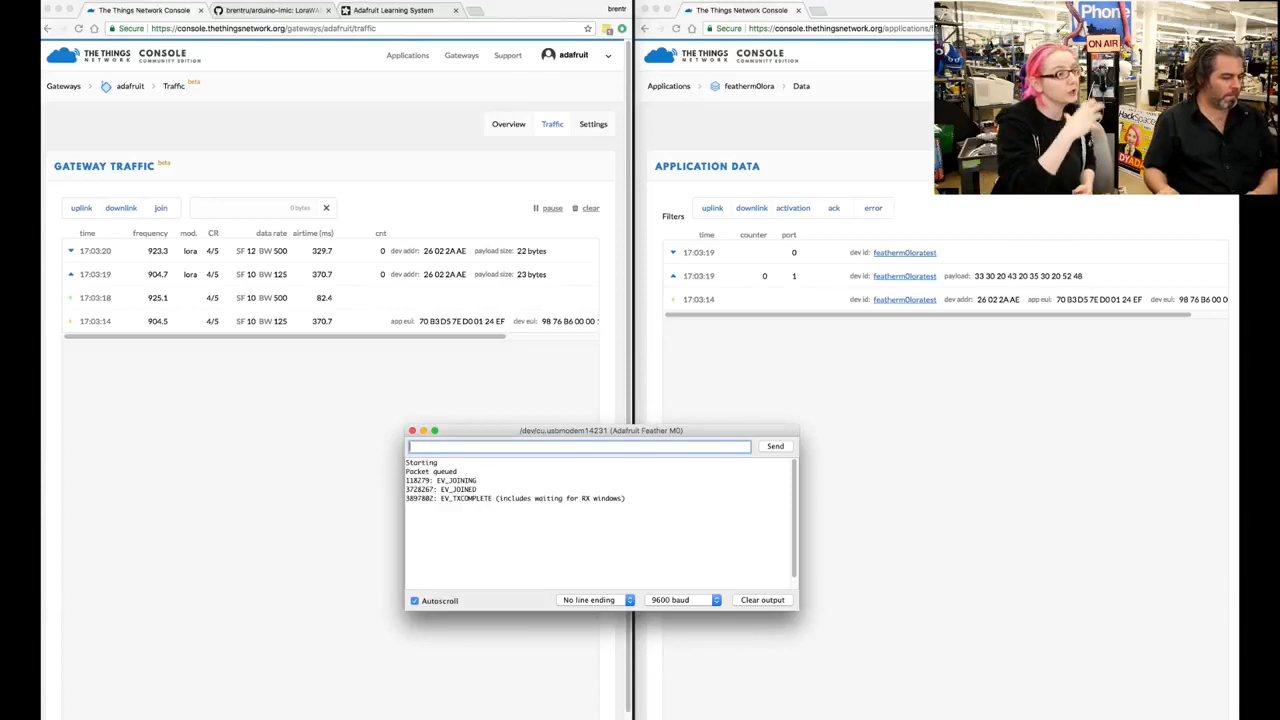 The Things Network Console
brentru/arduino-lmic: LoraWA
Adafruit Learning System
brentr
Secure
https://console.thethingsnetwork.org/gateways/adafruit/traffic
THE THINGS NETWORK
CONSOLE
COMMUNITY EDITION
Applications
Gateways
Support
adafruit
Gateways
adafruit
Traffic
beta
Overview
Traffic
Settings
GATEWAY TRAFFIC beta
uplink downlink join
0 bytes
pause
clear
time frequency mod. CR data rate airtime (ms) cnt
17:03:20 923.3 lora 4/5 SF 12 BW 500 329.7 0 dev addr: 26 02 2A AE payload size: 22 bytes
17:03:19 904.7 lora 4/5 SF 10 BW 125 370.7 0 dev addr: 26 02 2A AE payload size: 23 bytes
17:03:18 925.1 4/5 SF 10 BW 500 82.4
17:03:14 904.5 4/5 SF 10 BW 125 370.7 app eui: 70 B3 D5 7E D0 01 24 EF dev eui: 98 76 B6 00 00
The Things Network Console
Secure
https://console.thethingsnetwork.org/applications/
THE THINGS NETWORK
CONSOLE
COMMUNITY EDITION
Applications
featherm0lora
Data
APPLICATION DATA
Filters
uplink downlink activation ack error
time counter port
17:03:19 0 dev id: featherm0loratest
17:03:19 0 1 dev id: featherm0loratest payload: 33 30 20 43 20 35 30 20 52 48
17:03:14 dev id: featherm0loratest dev addr: 26 02 2A AE app eui: 70 B3 D5 7E D0 01 24 EF dev eui: 98 76 B6 00 0
Phone
ON AIR
HackSpace
/dev/cu.usbmodem14231 (Adafruit Feather M0)
Send
Starting
Packet queued
118279: EV_JOINING
3728267: EV_JOINED
3897802: EV_TXCOMPLETE (includes waiting for RX windows)
Autoscroll
No line ending
9600 baud
Clear output